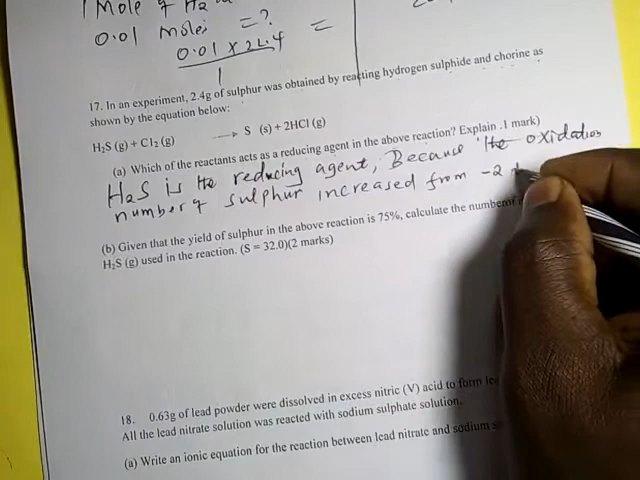 1 Mole of H2
0.01 moles = ?
0.01 x 22.4 =
1
17. In an experiment, 2.4g of sulphur was obtained by reacting hydrogen sulphide and chorine as
shown by the equation below:
H₂S (g) + Cl₂ (g) → S (s) + 2HCl (g)
(a) Which of the reactants acts as a reducing agent in the above reaction? Explain .1 mark)
H2S is the reducing agent, Because the oxidation
number of sulphur increased from -2
(b) Given that the yield of sulphur in the above reaction is 75%, calculate the number of
H₂S (g) used in the reaction. (S = 32.0)(2 marks)
18. 0.63g of lead powder were dissolved in excess nitric (V) acid to form
All the lead nitrate solution was reacted with sodium sulphate solution.
(a) Write an ionic equation for the reaction between lead nitrate and sodium